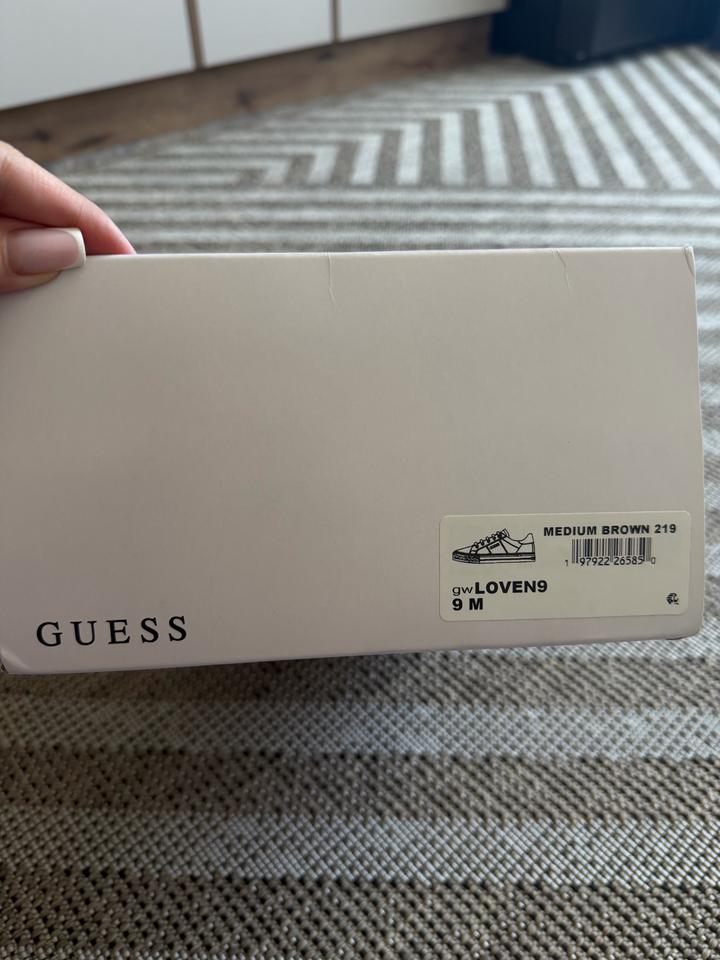 GUESS
MEDIUM BROWN 219
1 97922 26585 0
gwLOVEN9
9 M